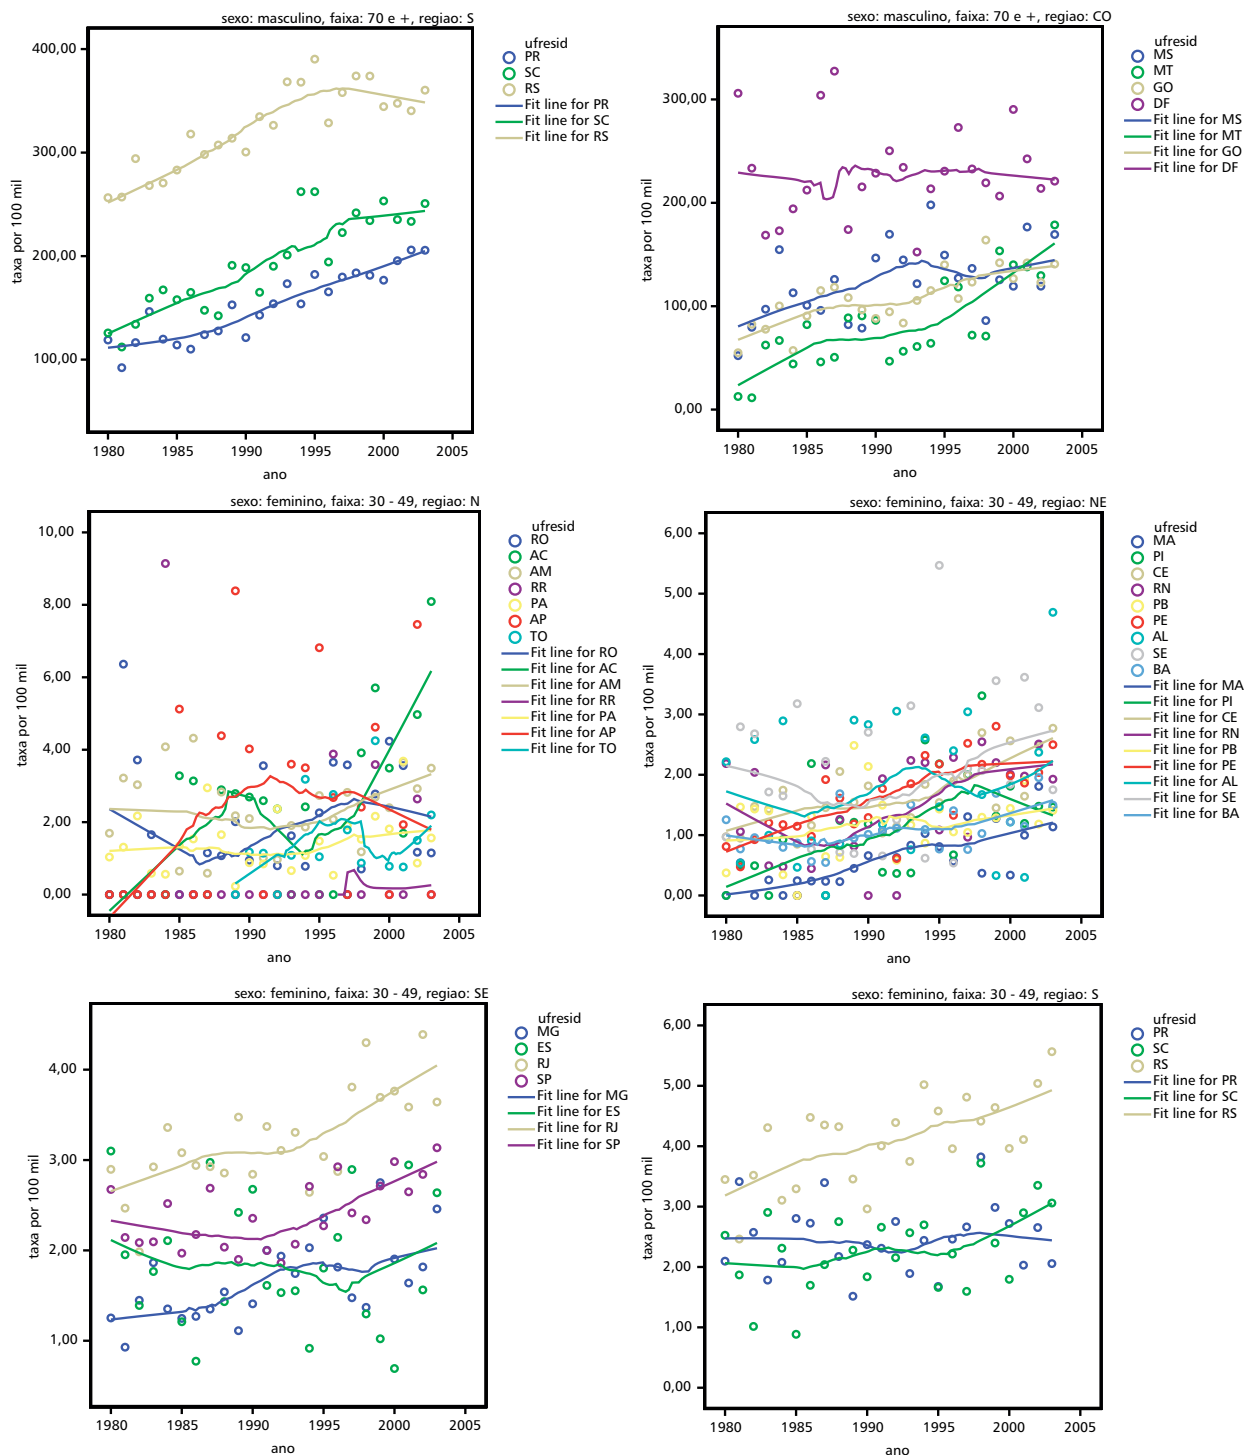 sexo: masculino, faixa: 70 e +, regiao: S
400,00
300,00
200,00
100,00
taxa por 100 mil
1980 1985 1990 1995 2000 2005
ano
ufresid
PR
SC
RS
Fit line for PR
Fit line for SC
Fit line for RS
sexo: masculino, faixa: 70 e +, regiao: CO
300,00
200,00
100,00
0,00
taxa por 100 mil
1980 1985 1990 1995 2000 2005
ano
ufresid
MS
MT
GO
DF
Fit line for MS
Fit line for MT
Fit line for GO
Fit line for DF
sexo: feminino, faixa: 30 - 49, regiao: N
10,00
8,00
6,00
4,00
2,00
0,00
taxa por 100 mil
1980 1985 1990 1995 2000 2005
ano
ufresid
RO
AC
AM
RR
PA
AP
TO
Fit line for RO
Fit line for AC
Fit line for AM
Fit line for RR
Fit line for PA
Fit line for AP
Fit line for TO
sexo: feminino, faixa: 30 - 49, regiao: NE
6,00
5,00
4,00
3,00
2,00
1,00
0,00
taxa por 100 mil
1980 1985 1990 1995 2000 2005
ano
ufresid
MA
PI
CE
RN
PB
PE
AL
SE
BA
Fit line for MA
Fit line for PI
Fit line for CE
Fit line for RN
Fit line for PB
Fit line for PE
Fit line for AL
Fit line for SE
Fit line for BA
sexo: feminino, faixa: 30 - 49, regiao: SE
4,00
3,00
2,00
1,00
taxa por 100 mil
1980 1985 1990 1995 2000 2005
ano
ufresid
MG
ES
RJ
SP
Fit line for MG
Fit line for ES
Fit line for RJ
Fit line for SP
sexo: feminino, faixa: 30 - 49, regiao: S
6,00
5,00
4,00
3,00
2,00
1,00
0,00
taxa por 100 mil
1980 1985 1990 1995 2000 2005
ano
ufresid
PR
SC
RS
Fit line for PR
Fit line for SC
Fit line for RS